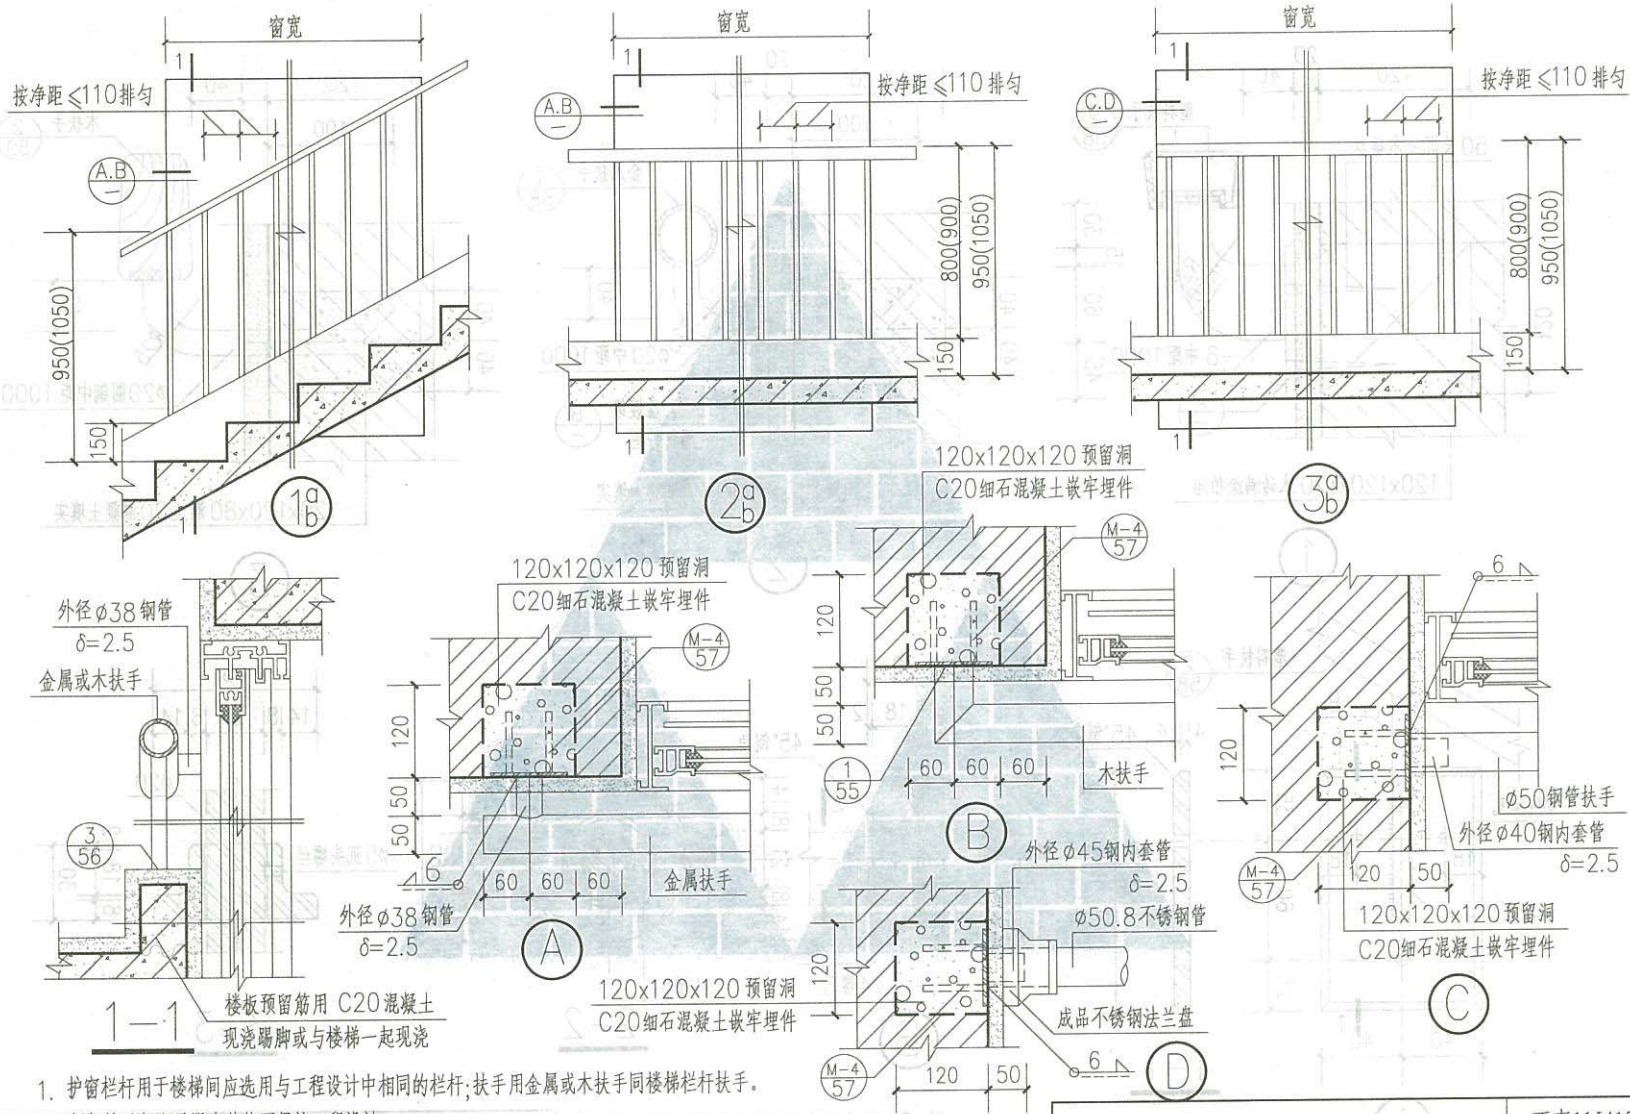 窗宽
1
按净距≤110排匀
A.B
—
950(1050)
150
1
1 a b
窗宽
1
按净距≤110排匀
A.B
—
800(900)
950(1050)
150
1
2 a b
窗宽
1
按净距≤110排匀
C.D
—
800(900)
950(1050)
150
1
3 a b
外径ø38钢管
δ=2.5
金属或木扶手
3
56
楼板预留筋用 C20混凝土
现浇踢脚或与楼梯一起现浇
1—1
120x120x120 预留洞
C20细石混凝土嵌牢埋件
M-4
57
120
50
50
6
60 60 60
金属扶手
外径ø38钢管
δ=2.5
A
120x120x120 预留洞
C20细石混凝土嵌牢埋件
M-4
57
120
50
50
1
55
60 60 60
木扶手
B
外径ø45钢内套管
δ=2.5
ø50.8不锈钢管
120
120x120x120 预留洞
C20细石混凝土嵌牢埋件
成品不锈钢法兰盘
M-4
57
120 50
6
D
6
120
ø50钢管扶手
外径ø40钢内套管
δ=2.5
M-4
57
120 50
120x120x120 预留洞
C20细石混凝土嵌牢埋件
C
1. 护窗栏杆用于楼梯间应选用与工程设计中相同的栏杆;扶手用金属或木扶手同楼梯栏杆扶手。